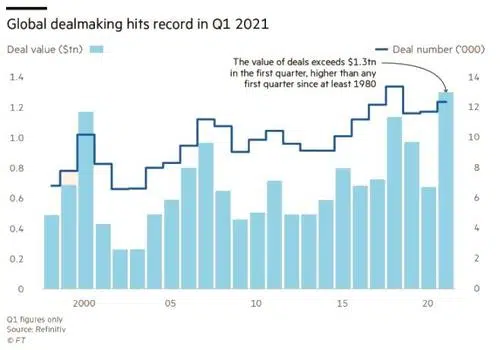 Global dealmaking hits record in Q1 2021
Deal value ($tn)
Deal number ('000)
The value of deals exceeds $1.3tn
in the first quarter, higher than any
first quarter since at least 1980
1.4
1.2
1.0
0.8
0.6
0.4
0.2
0
14
12
10
8
6
4
2
0
2000
05
10
15
20
Q1 figures only
Source: Refinitiv
© FT